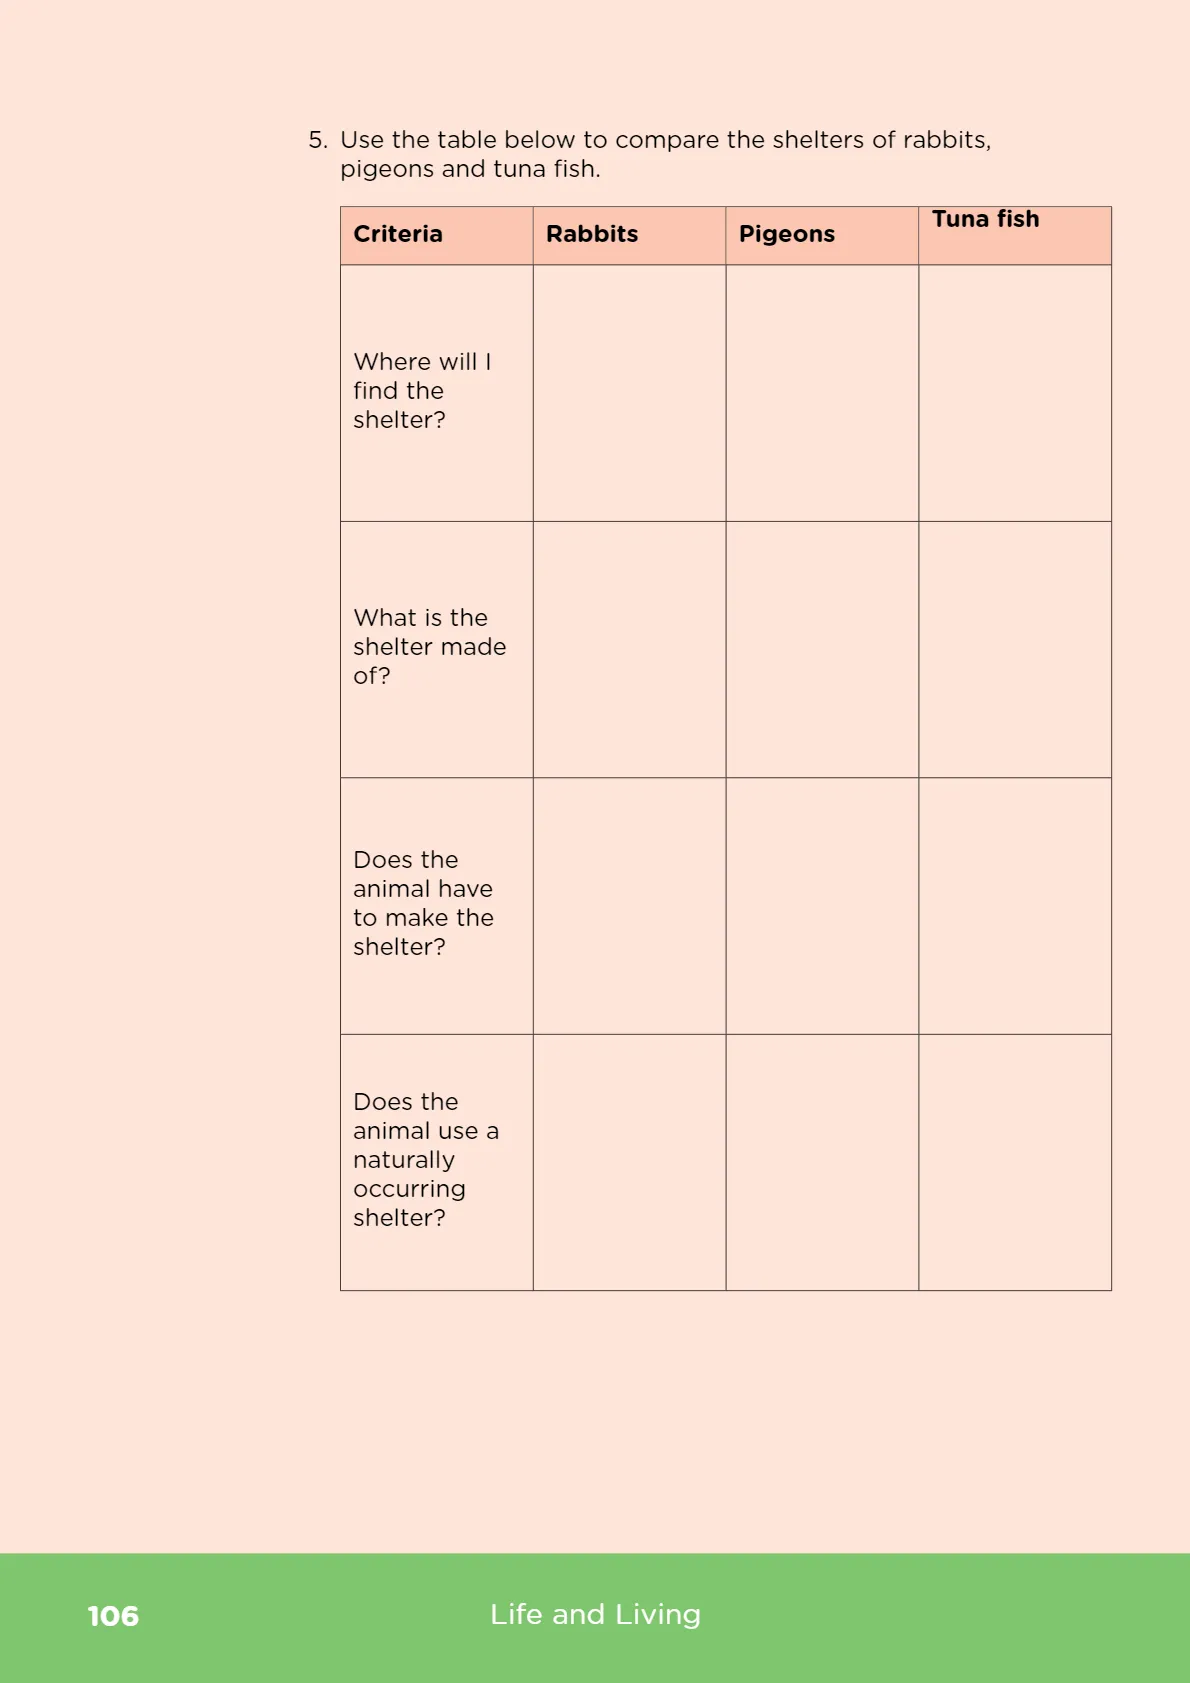 5. Use the table below to compare the shelters of rabbits,
pigeons and tuna fish.
Criteria
Rabbits
Pigeons
Tuna fish
Where will I
find the
shelter?
What is the
shelter made
of?
Does the
animal have
to make the
shelter?
Does the
animal use a
naturally
occurring
shelter?
106
Life and Living